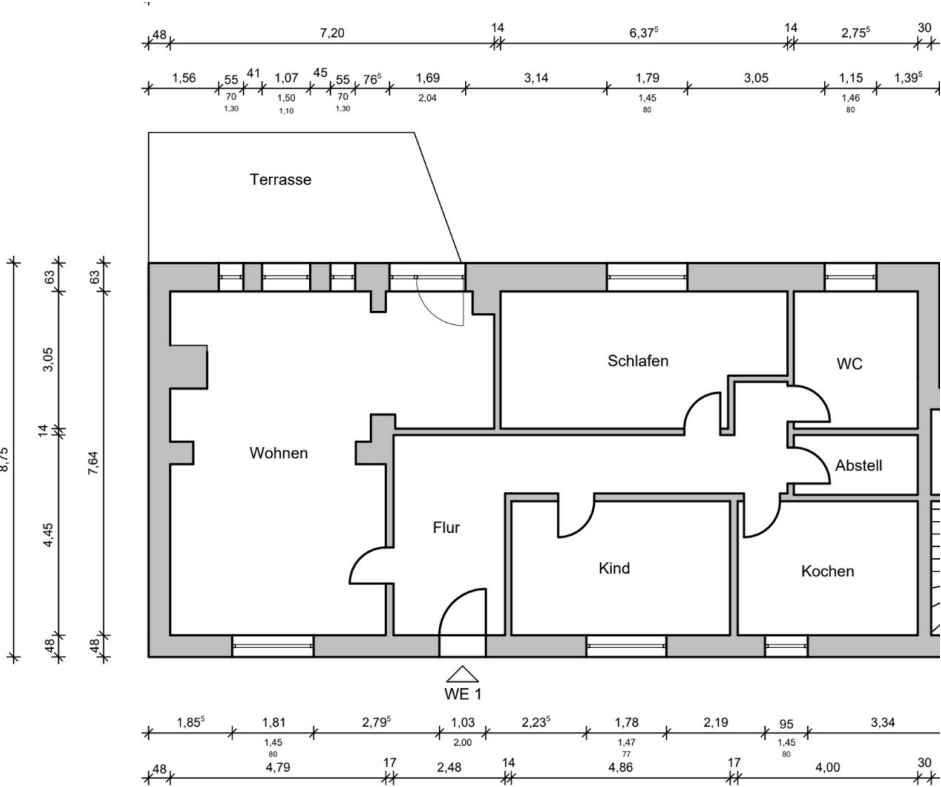 48 7,20 14 6,37⁵ 14 2,75⁵ 30
1,56 55 41 1,07 45 55 76⁵ 1,69 3,14 1,79 3,05 1,15 1,39⁵
70 1,50 70 2,04 1,45 1,46
1,30 1,10 1,30 80 80
Terrasse
63 63
3,05
Schlafen
WC
14
8,75
7,64
Wohnen
Abstell
4,45
Flur
Kind
Kochen
48 48
WE 1
1,85⁵ 1,81 2,79⁵ 1,03 2,23⁵ 1,78 2,19 95 3,34
1,45 2,00 1,47 1,45
80 77 80
48 4,79 17 2,48 14 4,86 17 4,00 30